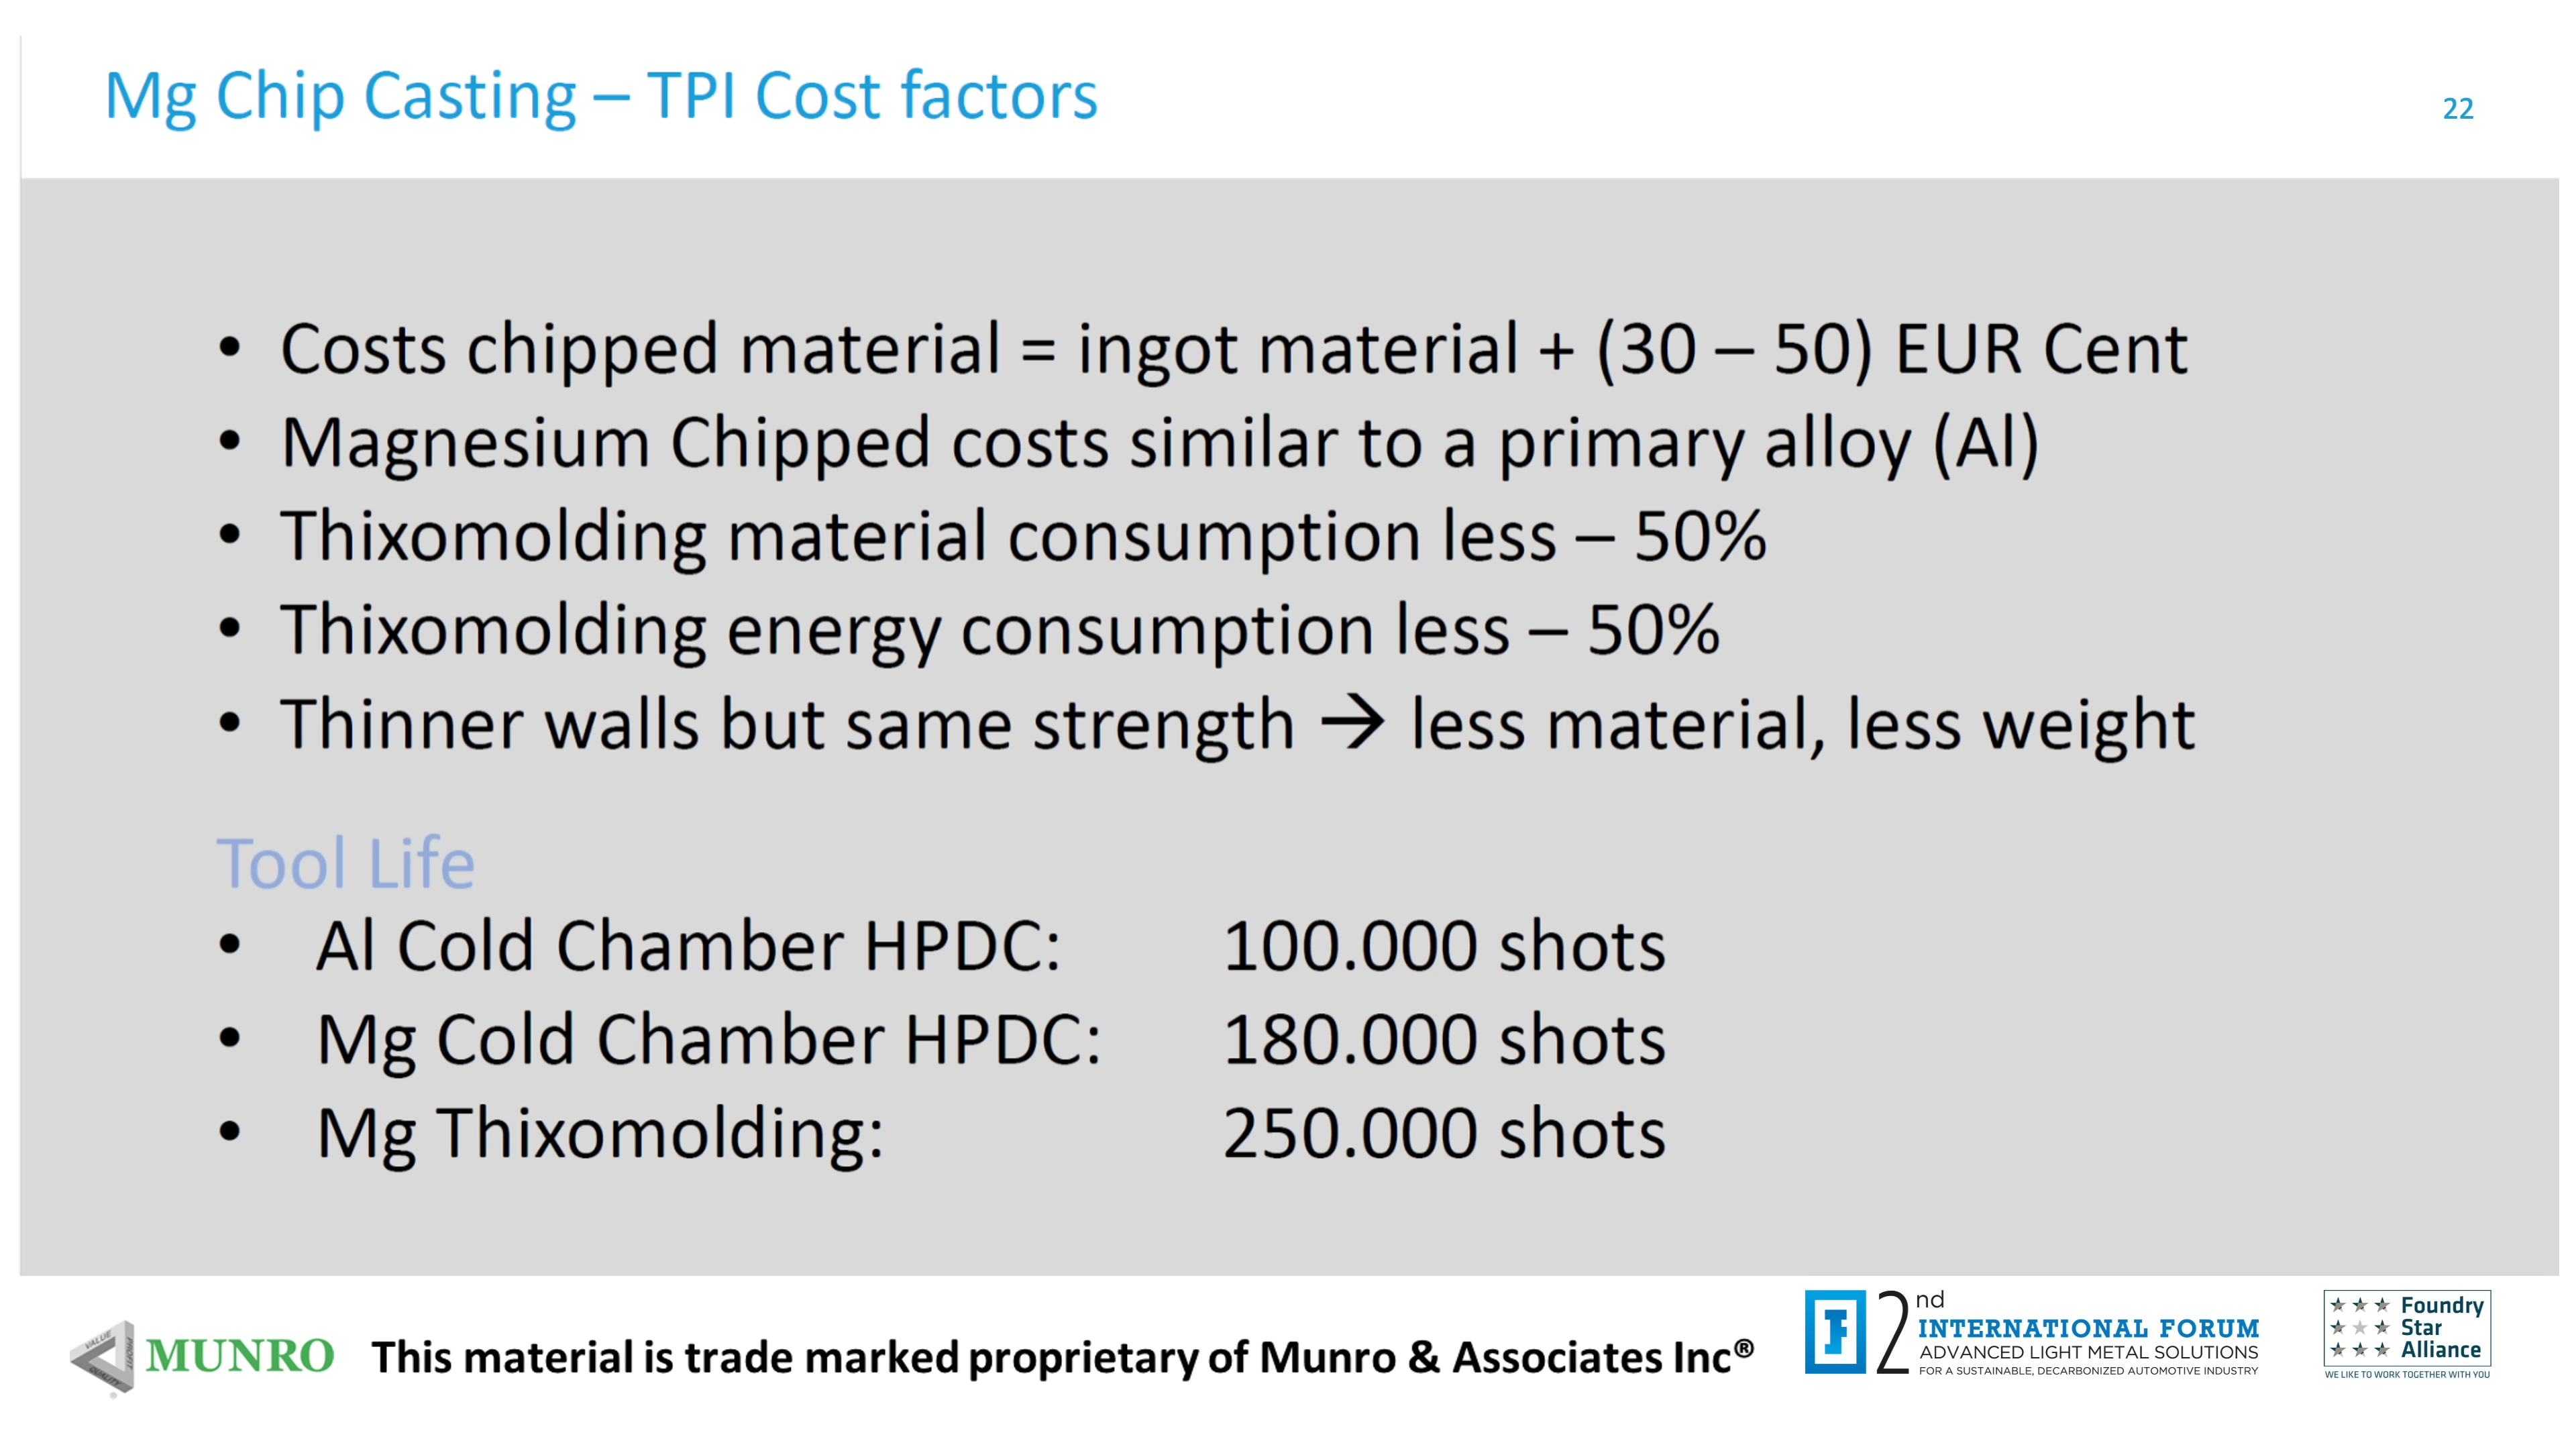 Mg Chip Casting – TPI Cost factors
22
• Costs chipped material = ingot material + (30 – 50) EUR Cent
• Magnesium Chipped costs similar to a primary alloy (Al)
• Thixomolding material consumption less – 50%
• Thixomolding energy consumption less – 50%
• Thinner walls but same strength → less material, less weight
Tool Life
• Al Cold Chamber HPDC: 100.000 shots
• Mg Cold Chamber HPDC: 180.000 shots
• Mg Thixomolding: 250.000 shots
VALUE
PROFIT
QUALITY
MUNRO
This material is trade marked proprietary of Munro & Associates Inc®
2nd
INTERNATIONAL FORUM
ADVANCED LIGHT METAL SOLUTIONS
FOR A SUSTAINABLE, DECARBONIZED AUTOMOTIVE INDUSTRY
Foundry
Star
Alliance
WE LIKE TO WORK TOGETHER WITH YOU